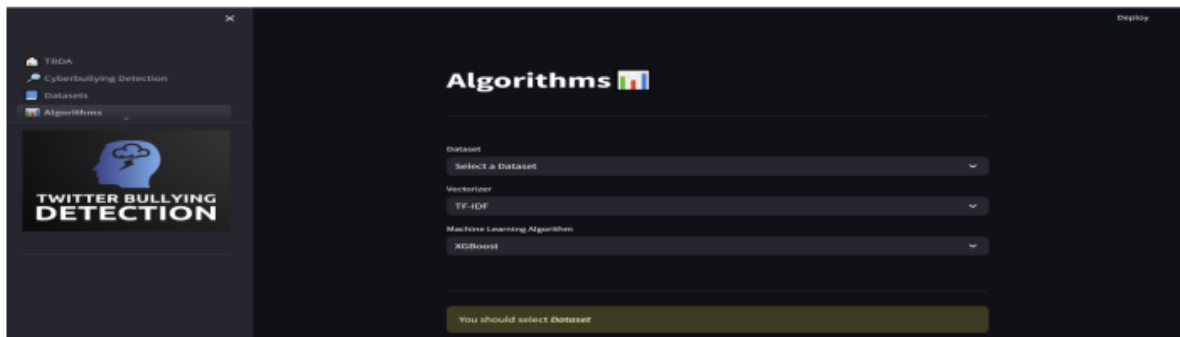 Deploy
TBDA
Cyberbullying Detection
Datasets
Algorithms
TWITTER BULLYING
DETECTION
Algorithms
Dataset
Select a Dataset
Vectorizer
TF-IDF
Machine Learning Algorithm
XGBoost
You should select Dataset